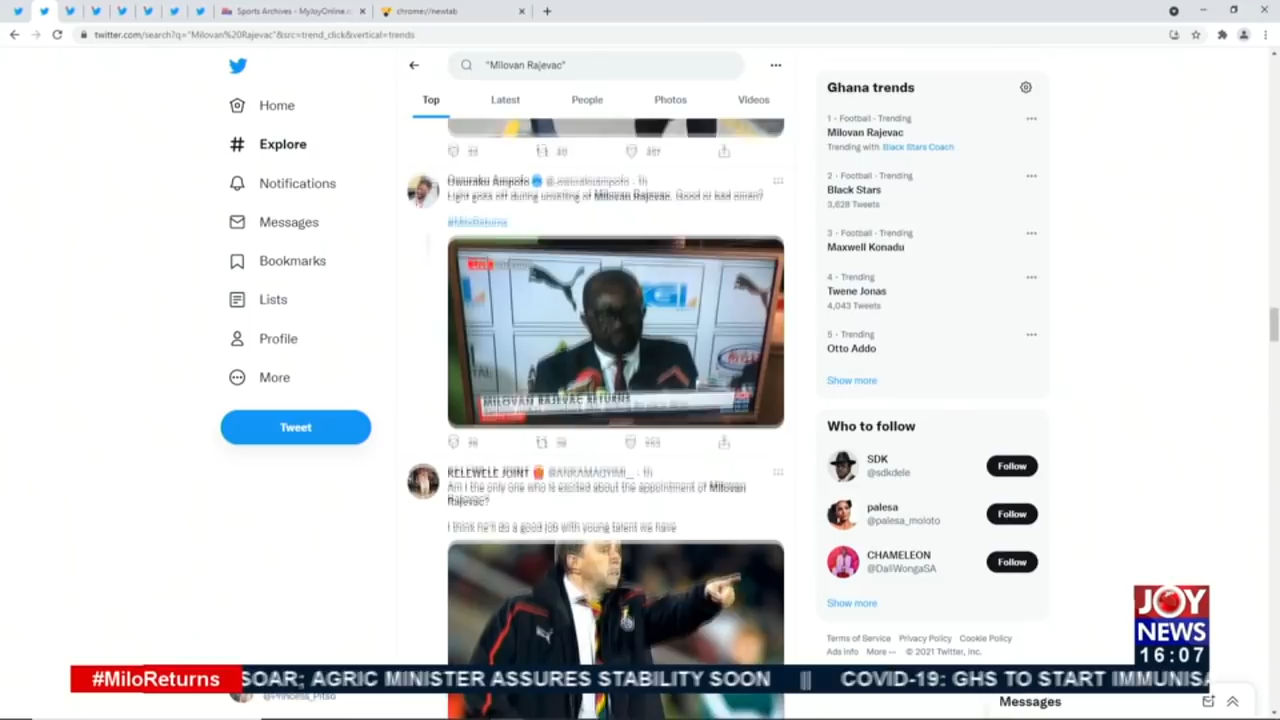 Sports Archives - MyJoyOnline.
chrome://newtab
twitter.com/search?q="Milovan%20Rajevac"&src=trend_click&vertical=trends
"Milovan Rajevac"
Top
Latest
People
Photos
Videos
Home
Explore
Notifications
Messages
Bookmarks
Lists
Profile
More
Tweet
Owuraku Ampofo @owurakuampofo · 1h
Light goes off during unveiling of Milovan Rajevac. Good or bad omen?
#MiloReturns
MILOVAN RAJEVAC RETURNS
RELEWELE JOINT
Am I the only one who is excited about the appointment of Milovan
Rajevac?
I think he'll do a good job with young talent we have
Ghana trends
1 · Football · Trending
Milovan Rajevac
Trending with Black Stars Coach
2 · Football · Trending
Black Stars
3,628 Tweets
3 · Football · Trending
Maxwell Konadu
4 · Trending
Twene Jonas
4,043 Tweets
5 · Trending
Otto Addo
Show more
Who to follow
SDK
@sdkdele
Follow
palesa
@palesa_moloto
Follow
CHAMELEON
@DaliWongaSA
Follow
Show more
Terms of Service Privacy Policy Cookie Policy
Ads info More ··· © 2021 Twitter, Inc.
JOY
NEWS
16:07
#MiloReturns
SOAR; AGRIC MINISTER ASSURES STABILITY SOON || COVID-19: GHS TO START IMMUNISA
@Princess_Pitso
Messages